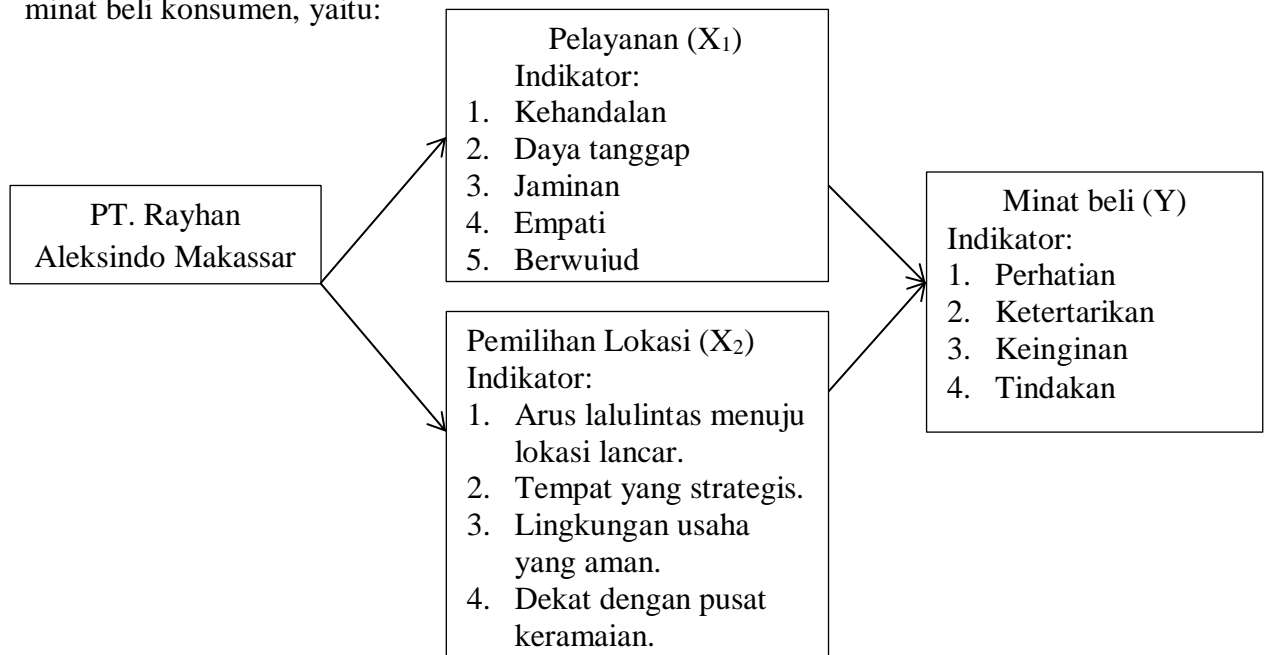 minat beli konsumen, yaitu:
PT. Rayhan
Aleksindo Makassar
Pelayanan (X₁)
Indikator:
1. Kehandalan
2. Daya tanggap
3. Jaminan
4. Empati
5. Berwujud
Pemilihan Lokasi (X₂)
Indikator:
1. Arus lalulintas menuju
lokasi lancar.
2. Tempat yang strategis.
3. Lingkungan usaha
yang aman.
4. Dekat dengan pusat
keramaian.
Minat beli (Y)
Indikator:
1. Perhatian
2. Ketertarikan
3. Keinginan
4. Tindakan